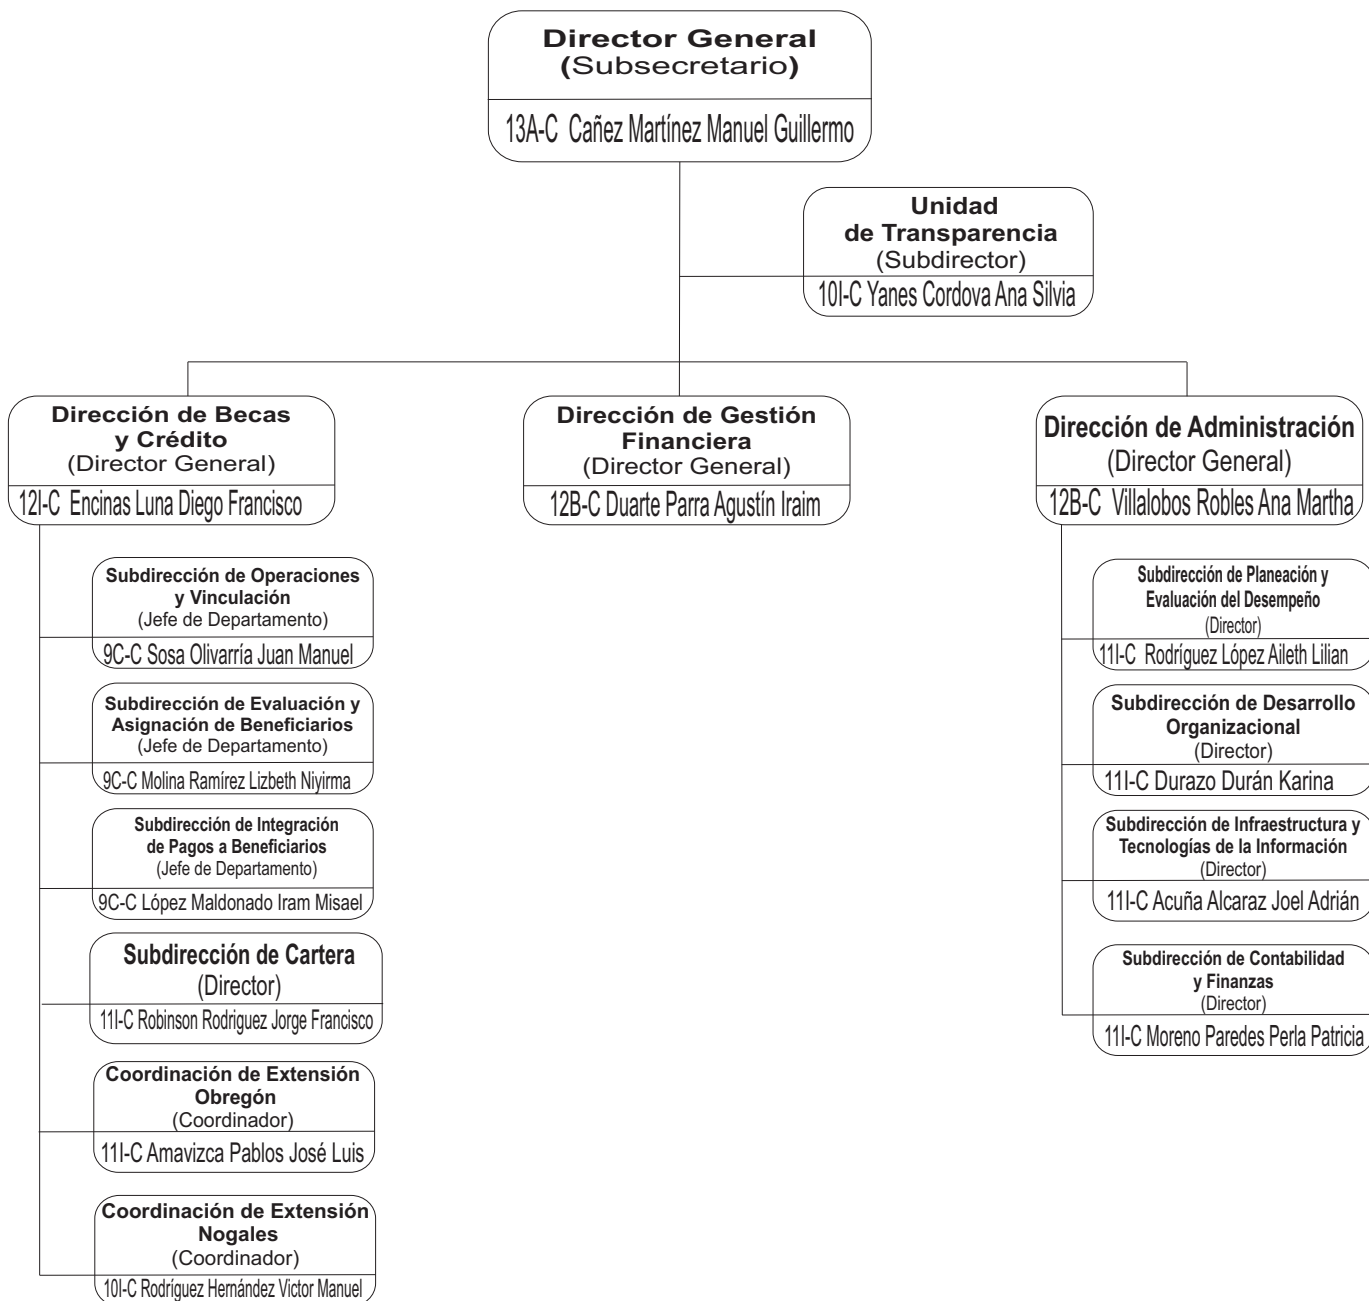 Director General
(Subsecretario)
13A-C Cañez Martínez Manuel Guillermo
Unidad
de Transparencia
(Subdirector)
10I-C Yanes Cordova Ana Silvia
Dirección de Becas
y Crédito
(Director General)
12I-C Encinas Luna Diego Francisco
Dirección de Gestión
Financiera
(Director General)
12B-C Duarte Parra Agustín Iraim
Dirección de Administración
(Director General)
12B-C Villalobos Robles Ana Martha
Subdirección de Operaciones
y Vinculación
(Jefe de Departamento)
9C-C Sosa Olivarría Juan Manuel
Subdirección de Evaluación y
Asignación de Beneficiarios
(Jefe de Departamento)
9C-C Molina Ramírez Lizbeth Niyirma
Subdirección de Integración
de Pagos a Beneficiarios
(Jefe de Departamento)
9C-C López Maldonado Iram Misael
Subdirección de Cartera
(Director)
11I-C Robinson Rodriguez Jorge Francisco
Coordinación de Extensión
Obregón
(Coordinador)
11I-C Amavizca Pablos José Luis
Coordinación de Extensión
Nogales
(Coordinador)
10I-C Rodríguez Hernández Victor Manuel
Subdirección de Planeación y
Evaluación del Desempeño
(Director)
11I-C Rodríguez López Aileth Lilian
Subdirección de Desarrollo
Organizacional
(Director)
11I-C Durazo Durán Karina
Subdirección de Infraestructura y
Tecnologías de la Información
(Director)
11I-C Acuña Alcaraz Joel Adrián
Subdirección de Contabilidad
y Finanzas
(Director)
11I-C Moreno Paredes Perla Patricia